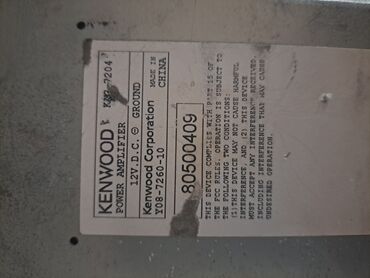 KENWOOD KAC-7204
POWER AMPLIFIER
12V.D.C. ⊖ GROUND
Kenwood Corporation MADE IN
Y08-7260-10 CHINA
80500409
THIS DEVICE COMPLIES WITH PART 15 OF
THE FCC RULES. OPERATION IS SUBJECT TO
THE FOLLOWING TWO CONDITIONS:
(1)THIS DEVICE MAY NOT CAUSE HARMFUL
INTERFERENCE, AND (2) THIS DEVICE
MUST ACCEPT ANY INTERFERENCE RECEIVED,
INCLUDING INTERFERENCE THAT MAY CAUSE
UNDESIRED OPERATION.